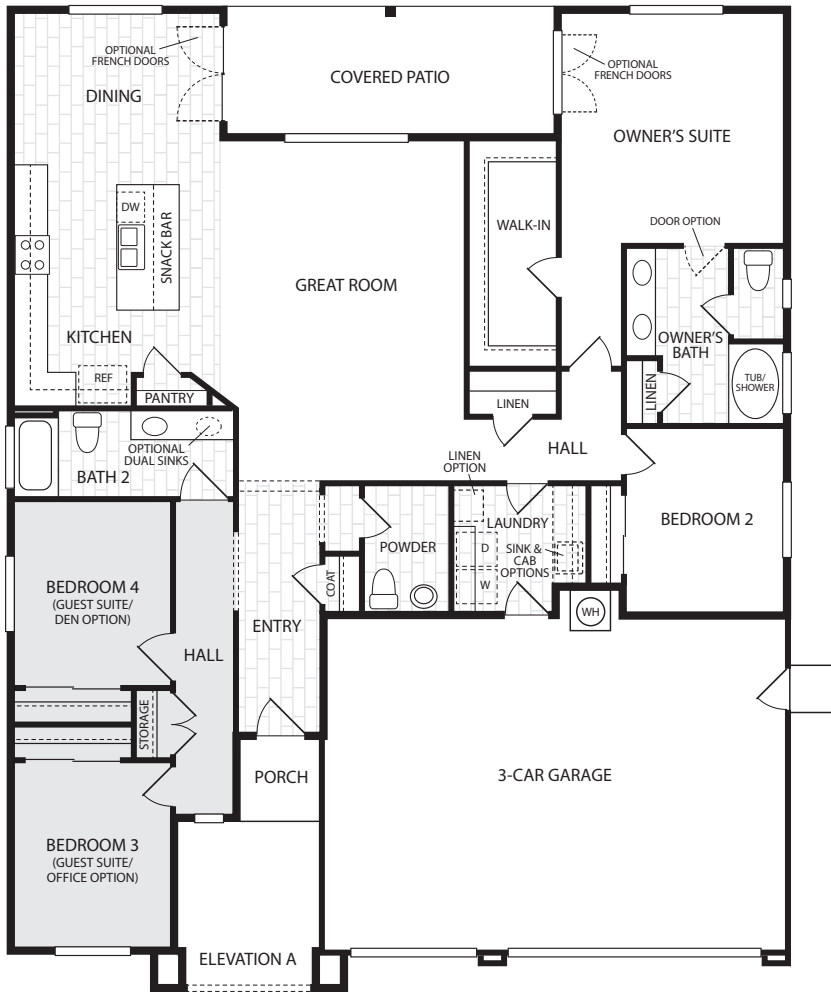 OPTIONAL
FRENCH DOORS
DINING
COVERED PATIO
OPTIONAL
FRENCH DOORS
OWNER'S SUITE
DW
SNACK BAR
WALK-IN
DOOR OPTION
GREAT ROOM
KITCHEN
OWNER'S
BATH
REF
PANTRY
LINEN
LINEN
TUB/
SHOWER
OPTIONAL
DUAL SINKS
BATH 2
LINEN
OPTION
HALL
LAUNDRY
BEDROOM 2
POWDER
D
SINK &
CAB
OPTIONS
W
COAT
BEDROOM 4
(GUEST SUITE/
DEN OPTION)
WH
ENTRY
HALL
STORAGE
PORCH
3-CAR GARAGE
BEDROOM 3
(GUEST SUITE/
OFFICE OPTION)
ELEVATION A